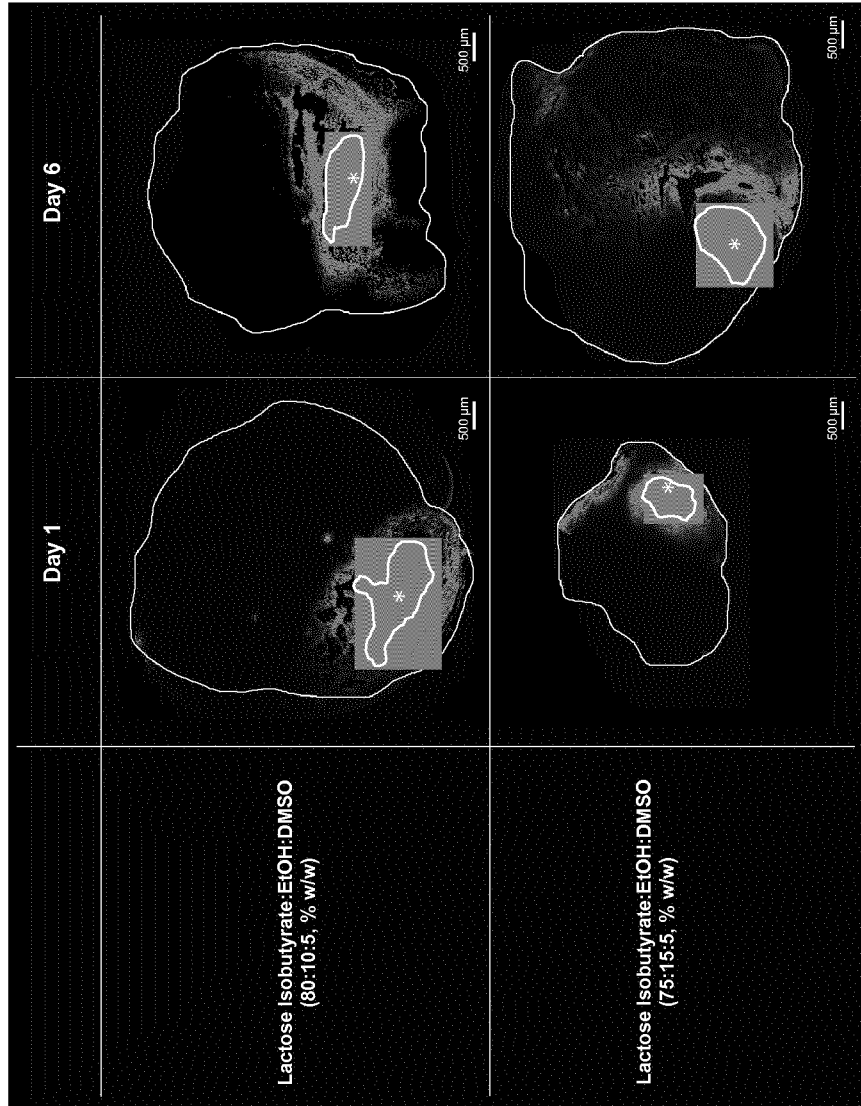 Day 1
Day 6
Lactose Isobutyrate:EtOH:DMSO
(80:10:5, % w/w)
*
500 µm
*
500 µm
Lactose Isobutyrate:EtOH:DMSO
(75:15:5, % w/w)
*
500 µm
*
500 µm